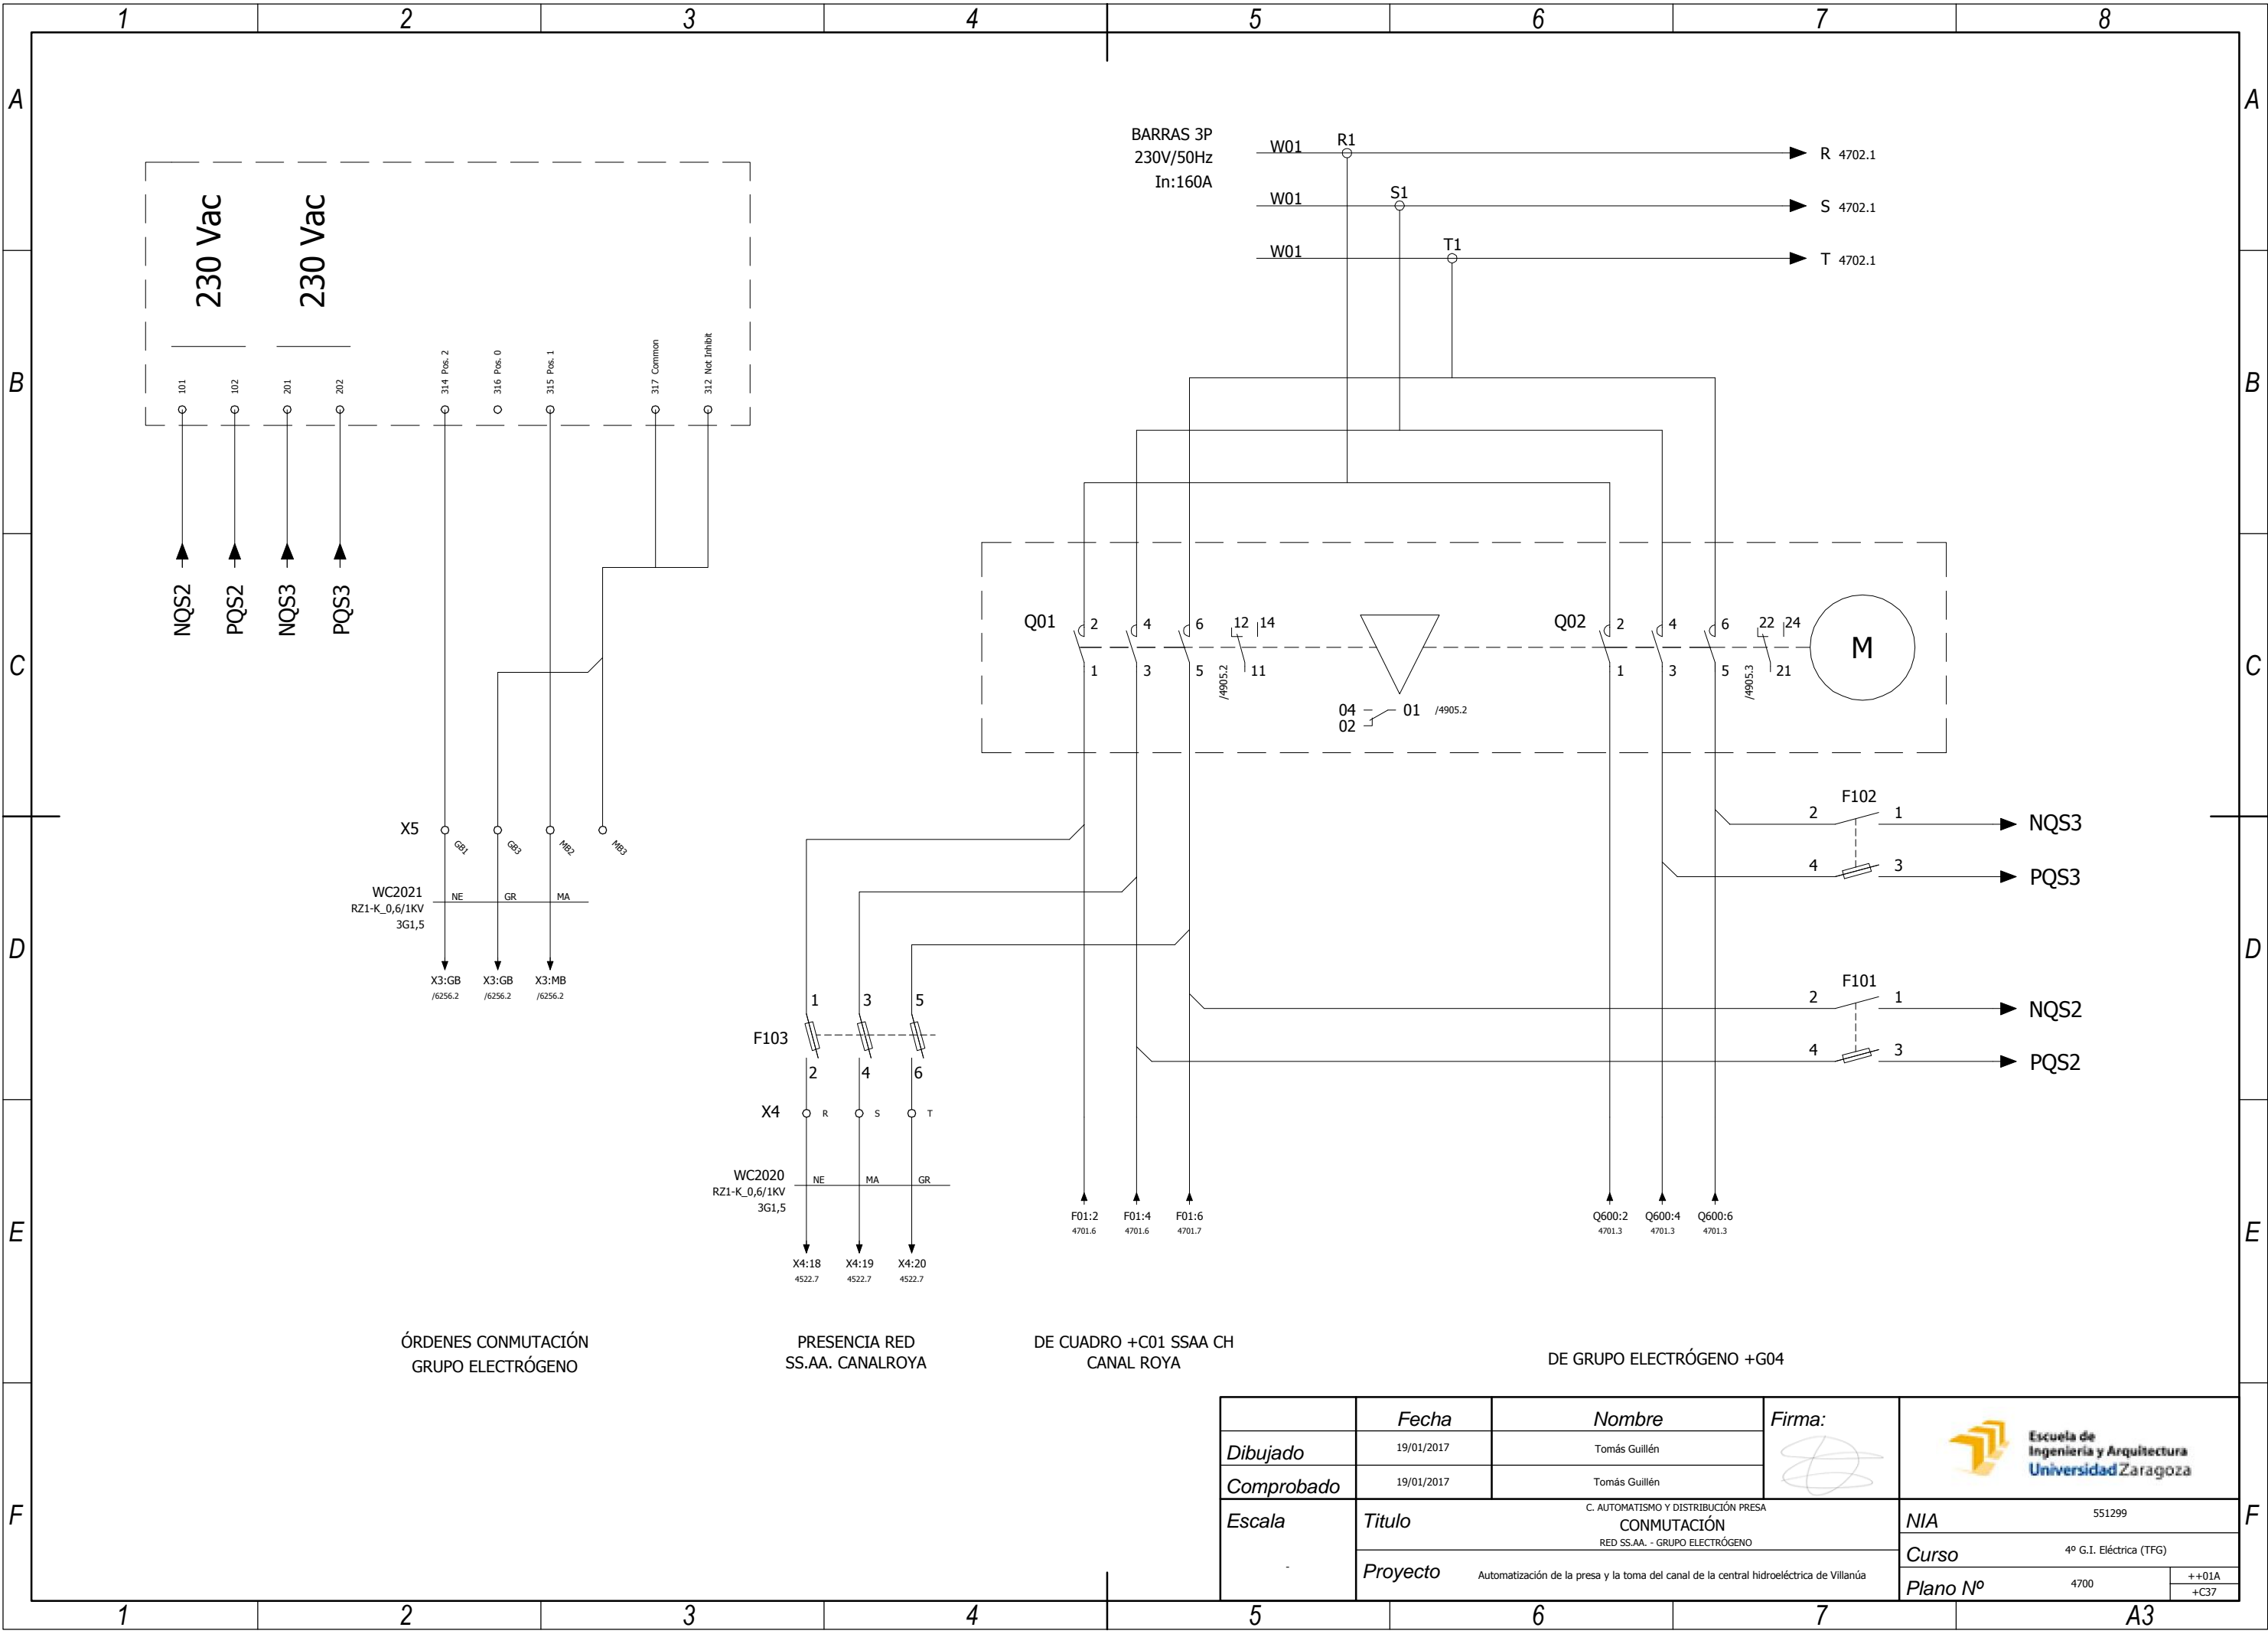 1 2 3 4 5 6 7 8
A A
BARRAS 3P
230V/50Hz
In:160A
W01 R1 R 4702.1
W01 S1 S 4702.1
W01 T1 T 4702.1
230 Vac 230 Vac
B B
101 102 201 202 314 Pos. 2 316 Pos. 0 315 Pos. 1 317 Common 312 Not Inhibit
NQS2 PQS2 NQS3 PQS3
C C
Q01 2 4 6 12 14 Q02 2 4 6 22 24 M
1 3 5 /4905.2 11 1 3 5 /4905.3 21
04 01 /4905.2
02
F102
2 1 NQS3
4 3 PQS3
X5 GB1 GB3 MB2 MB3
WC2021 NE GR MA
RZ1-K_0,6/1KV
3G1,5
D D
X3:GB X3:GB X3:MB
/6256.2 /6256.2 /6256.2
F101
2 1 NQS2
4 3 PQS2
1 3 5
F103
2 4 6
X4 R S T
WC2020 NE MA GR
RZ1-K_0,6/1KV
3G1,5
E E
F01:2 F01:4 F01:6 Q600:2 Q600:4 Q600:6
4701.6 4701.6 4701.7 4701.3 4701.3 4701.3
X4:18 X4:19 X4:20
4522.7 4522.7 4522.7
ÓRDENES CONMUTACIÓN
GRUPO ELECTRÓGENO
PRESENCIA RED
SS.AA. CANALROYA
DE CUADRO +C01 SSAA CH
CANAL ROYA
DE GRUPO ELECTRÓGENO +G04
Fecha Nombre Firma:
Dibujado 19/01/2017 Tomás Guillén
Comprobado 19/01/2017 Tomás Guillén
Escuela de
Ingeniería y Arquitectura
Universidad Zaragoza
F F
Escala -
Titulo
C. AUTOMATISMO Y DISTRIBUCIÓN PRESA
CONMUTACIÓN
RED SS.AA. - GRUPO ELECTRÓGENO
Proyecto Automatización de la presa y la toma del canal de la central hidroeléctrica de Villanúa
NIA 551299
Curso 4º G.I. Eléctrica (TFG)
Plano Nº 4700 ++01A
+C37
1 2 3 4 5 6 7 A3